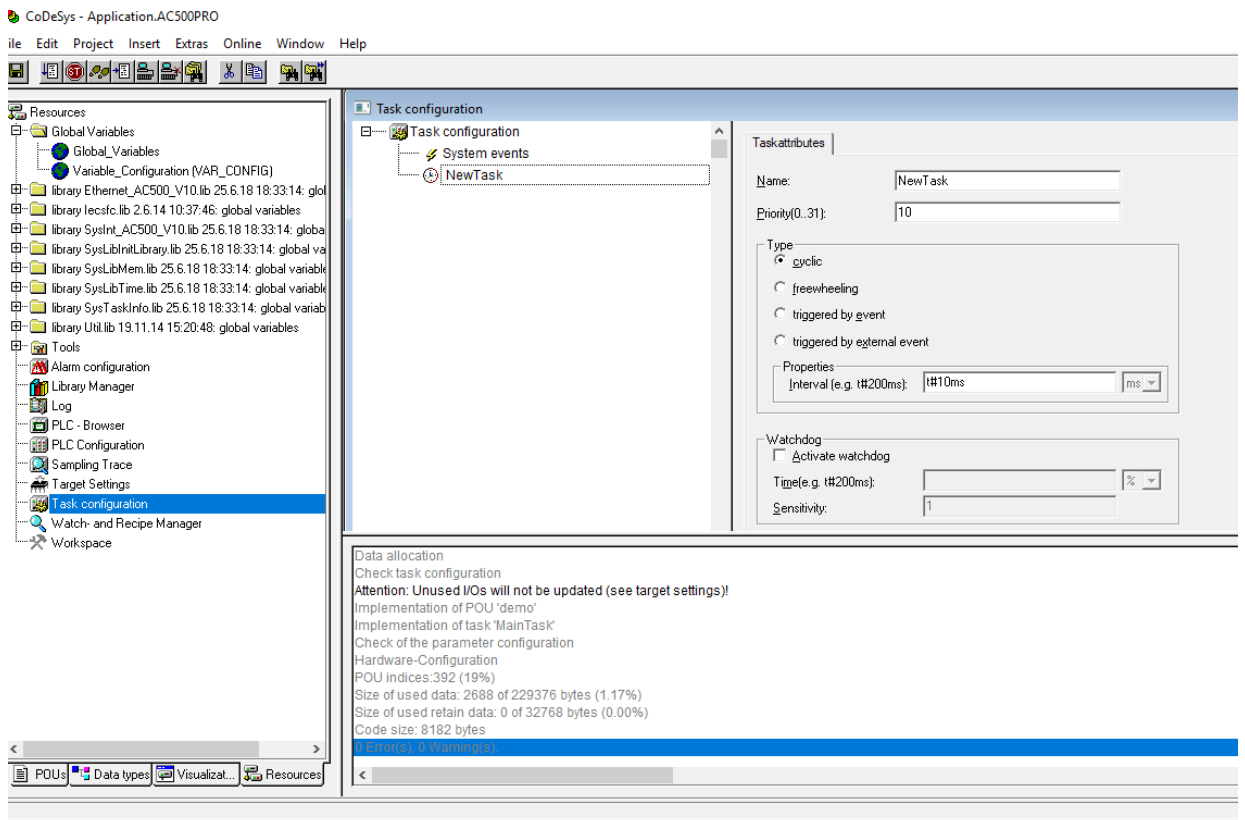 CoDeSys - Application.AC500PRO
ile Edit Project Insert Extras Online Window Help
Resources
Global Variables
Global_Variables
Variable_Configuration (VAR_CONFIG)
library Ethernet_AC500_V10.lib 25.6.18 18:33:14: glol
library Iecsfc.lib 2.6.14 10:37:46: global variables
library SysInt_AC500_V10.lib 25.6.18 18:33:14: globa
library SysLibInitLibrary.lib 25.6.18 18:33:14: global va
library SysLibMem.lib 25.6.18 18:33:14: global variable
library SysLibTime.lib 25.6.18 18:33:14: global variable
library SysTaskInfo.lib 25.6.18 18:33:14: global variab
library Util.lib 19.11.14 15:20:48: global variables
Tools
Alarm configuration
Library Manager
Log
PLC - Browser
PLC Configuration
Sampling Trace
Target Settings
Task configuration
Watch- and Recipe Manager
Workspace
POUs Data types Visualizat... Resources
Task configuration
Task configuration
System events
NewTask
Taskattributes
Name: NewTask
Priority(0..31): 10
Type
cyclic
freewheeling
triggered by event
triggered by external event
Properties
Interval (e.g. t#200ms): t#10ms ms
Watchdog
Activate watchdog
Time(e.g. t#200ms): %
Sensitivity: 1
Data allocation
Check task configuration
Attention: Unused I/Os will not be updated (see target settings)!
Implementation of POU 'demo'
Implementation of task 'MainTask'
Check of the parameter configuration
Hardware-Configuration
POU indices:392 (19%)
Size of used data: 2688 of 229376 bytes (1.17%)
Size of used retain data: 0 of 32768 bytes (0.00%)
Code size: 8182 bytes
0 Error(s), 0 Warning(s).